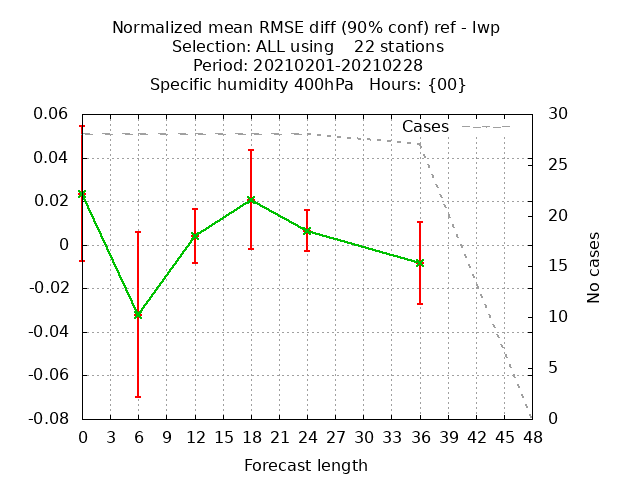 Normalized mean RMSE diff (90% conf) ref - lwp
Selection: ALL using    22 stations
Period: 20210201-20210228
Specific humidity 400hPa   Hours: {00}
0.06
0.04
0.02
0
-0.02
-0.04
-0.06
-0.08
Cases
30
25
20
15
10
5
0
No cases
0 3 6 9 12 15 18 21 24 27 30 33 36 39 42 45 48
Forecast length